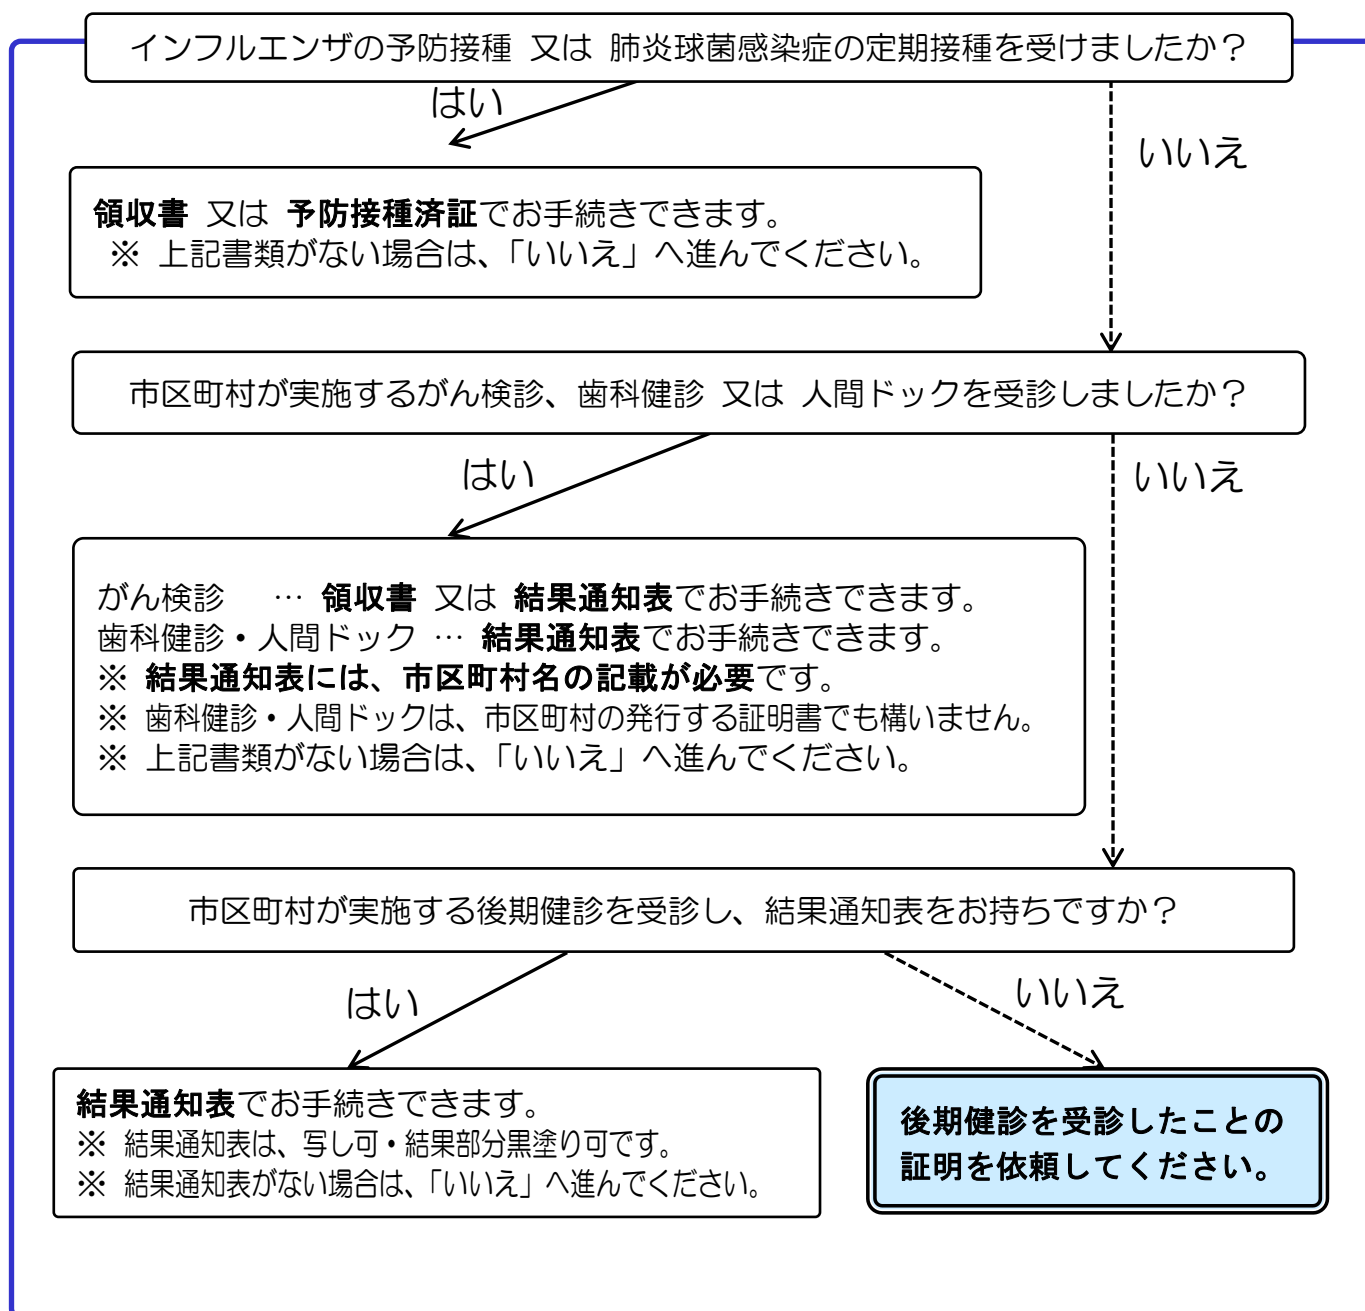 インフルエンザの予防接種 又は 肺炎球菌感染症の定期接種を受けましたか？
はい
いいえ
領収書 又は 予防接種済証でお手続きできます。
※ 上記書類がない場合は、「いいえ」へ進んでください。
市区町村が実施するがん検診、歯科健診 又は 人間ドックを受診しましたか？
はい
いいえ
がん検診 … 領収書 又は 結果通知表でお手続きできます。
歯科健診・人間ドック … 結果通知表でお手続きできます。
※ 結果通知表には、市区町村名の記載が必要です。
※ 歯科健診・人間ドックは、市区町村の発行する証明書でも構いません。
※ 上記書類がない場合は、「いいえ」へ進んでください。
市区町村が実施する後期健診を受診し、結果通知表をお持ちですか？
はい
いいえ
結果通知表でお手続きできます。
※ 結果通知表は、写し可・結果部分黒塗り可です。
※ 結果通知表がない場合は、「いいえ」へ進んでください。
後期健診を受診したことの
証明を依頼してください。